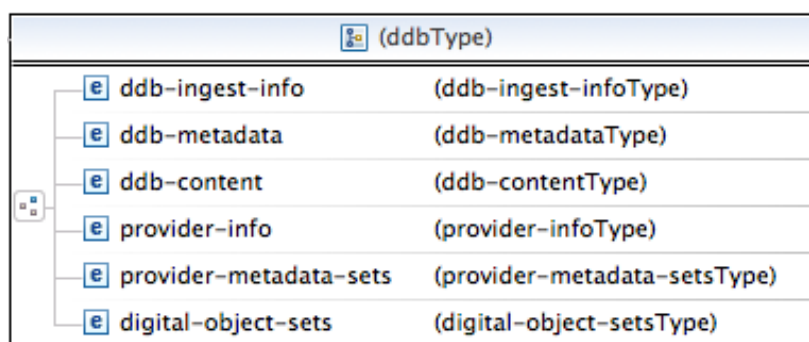 (ddbType)
e ddb-ingest-info (ddb-ingest-infoType)
e ddb-metadata (ddb-metadataType)
e ddb-content (ddb-contentType)
e provider-info (provider-infoType)
e provider-metadata-sets (provider-metadata-setsType)
e digital-object-sets (digital-object-setsType)